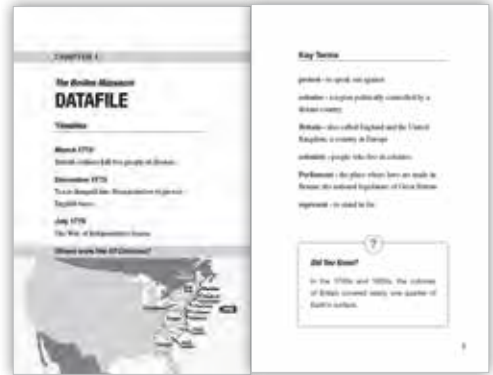 CHAPTER 1
The Boston Massacre
DATAFILE
Timeline
March 1770
British soldiers kill five people in Boston.
December 1773
Tea is dumped into Boston Harbor to protest
English taxes.
July 1776
The War of Independence begins.
Where were the 13 Colonies?
Key Terms
protest - to speak out against
colonies - a region politically controlled by a
distant country
Britain - also called England and the United
Kingdom, a country in Europe
colonist - people who live in colonies
Parliament - the place where laws are made in
Britain; the national legislature of Great Britain
represent - to stand in for
?
Did You Know?
In the 1700s and 1800s, the colonies
of Britain covered nearly one quarter of
Earth's surface.